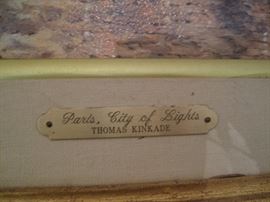 Paris, City of Lights
THOMAS KINKADE